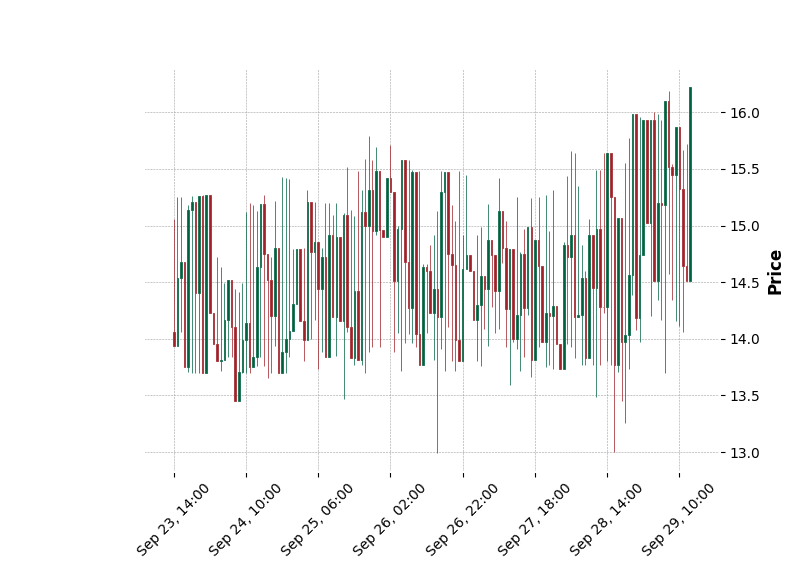 16.0
15.5
15.0
14.5
14.0
13.5
13.0
Price
Sep 23, 14:00
Sep 24, 10:00
Sep 25, 06:00
Sep 26, 02:00
Sep 26, 22:00
Sep 27, 18:00
Sep 28, 14:00
Sep 29, 10:00